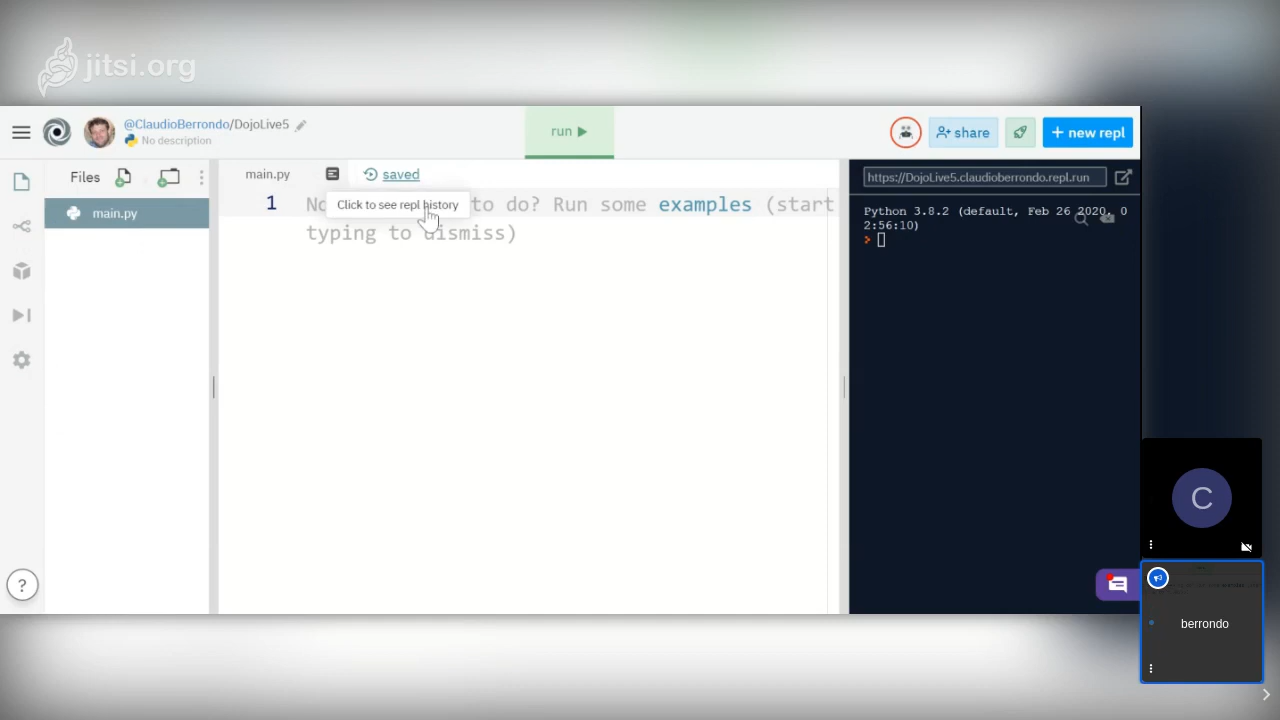 jitsi.org
@ClaudioBerrondo/DojoLive5
No description
run
share
+ new repl
Files
main.py
main.py
saved
https://DojoLive5.claudioberrondo.repl.run
1
to do? Run some examples (start
typing to dismiss)
Click to see repl history
Python 3.8.2 (default, Feb 26 2020, 0
2:56:10)
>
?
C
berrondo